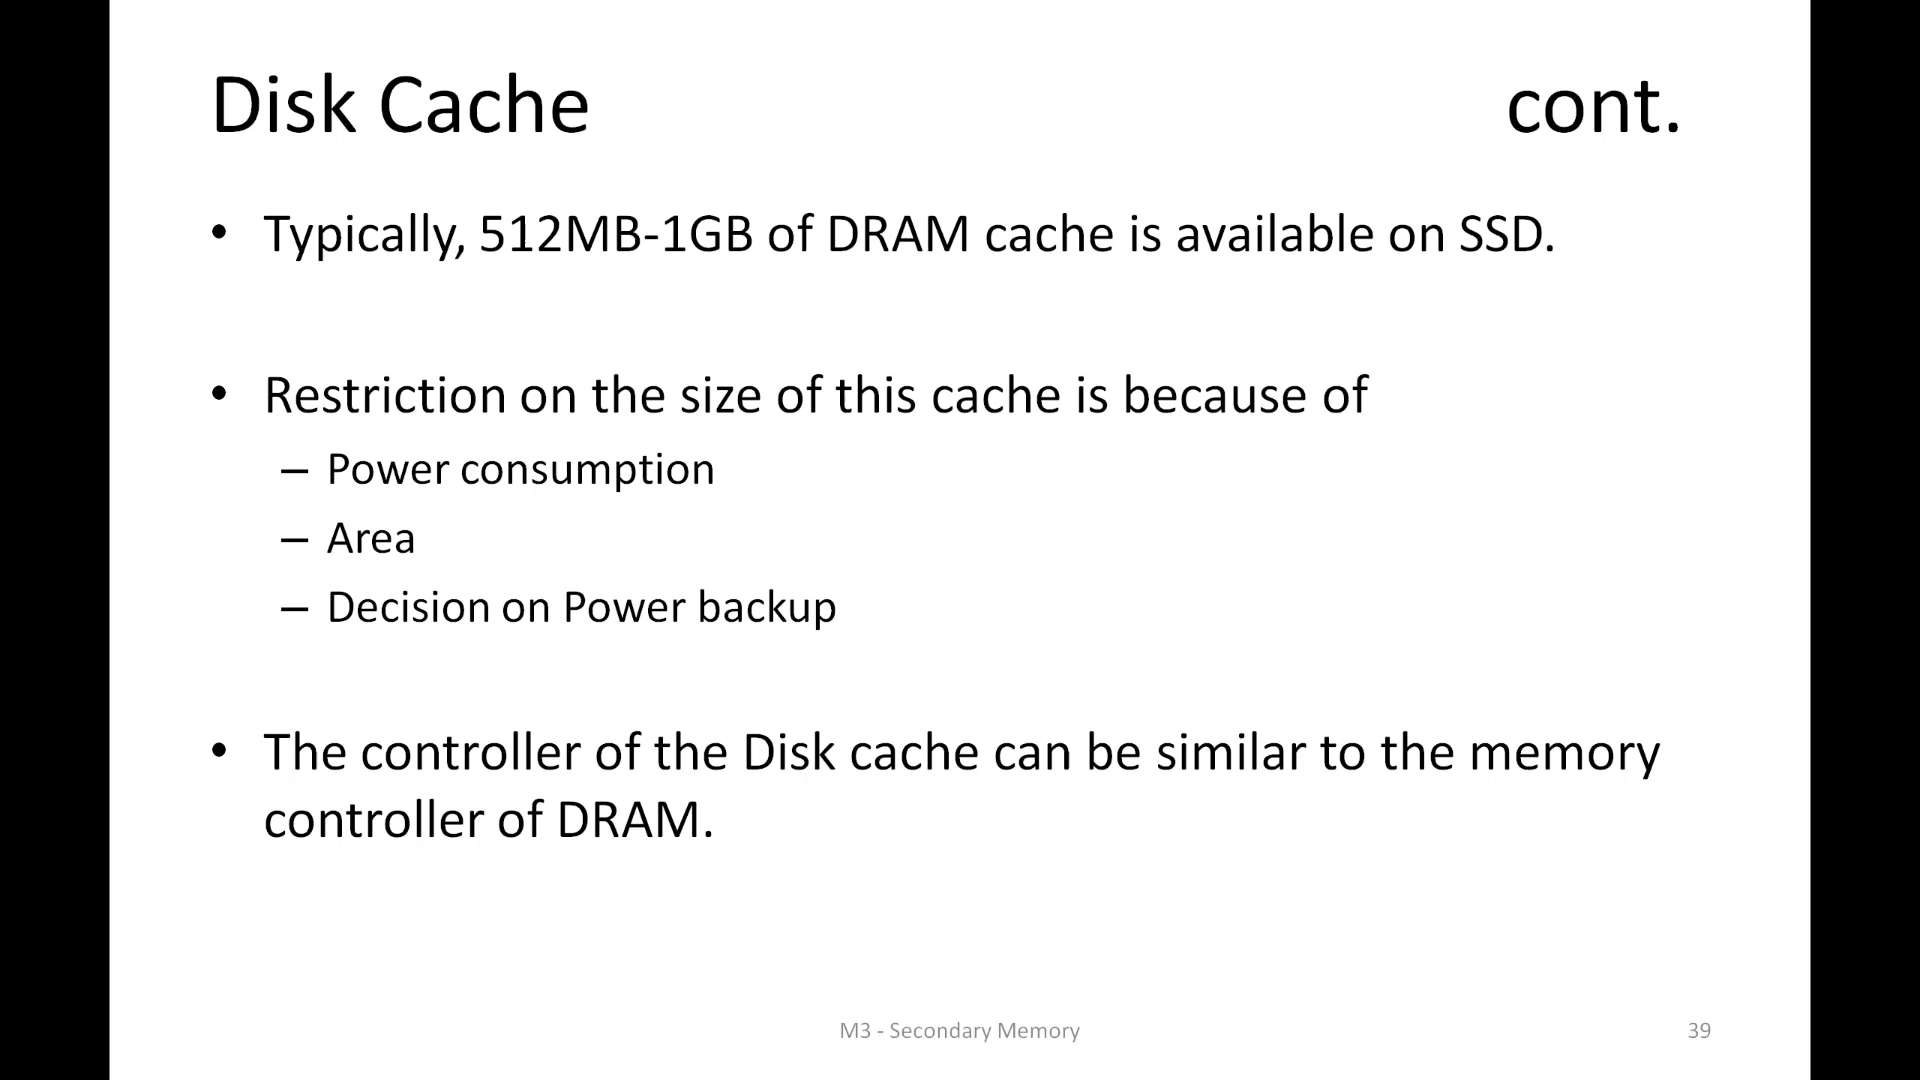 Disk Cache cont.
• Typically, 512MB-1GB of DRAM cache is available on SSD.
• Restriction on the size of this cache is because of
– Power consumption
– Area
– Decision on Power backup
• The controller of the Disk cache can be similar to the memory
controller of DRAM.
M3 - Secondary Memory 39